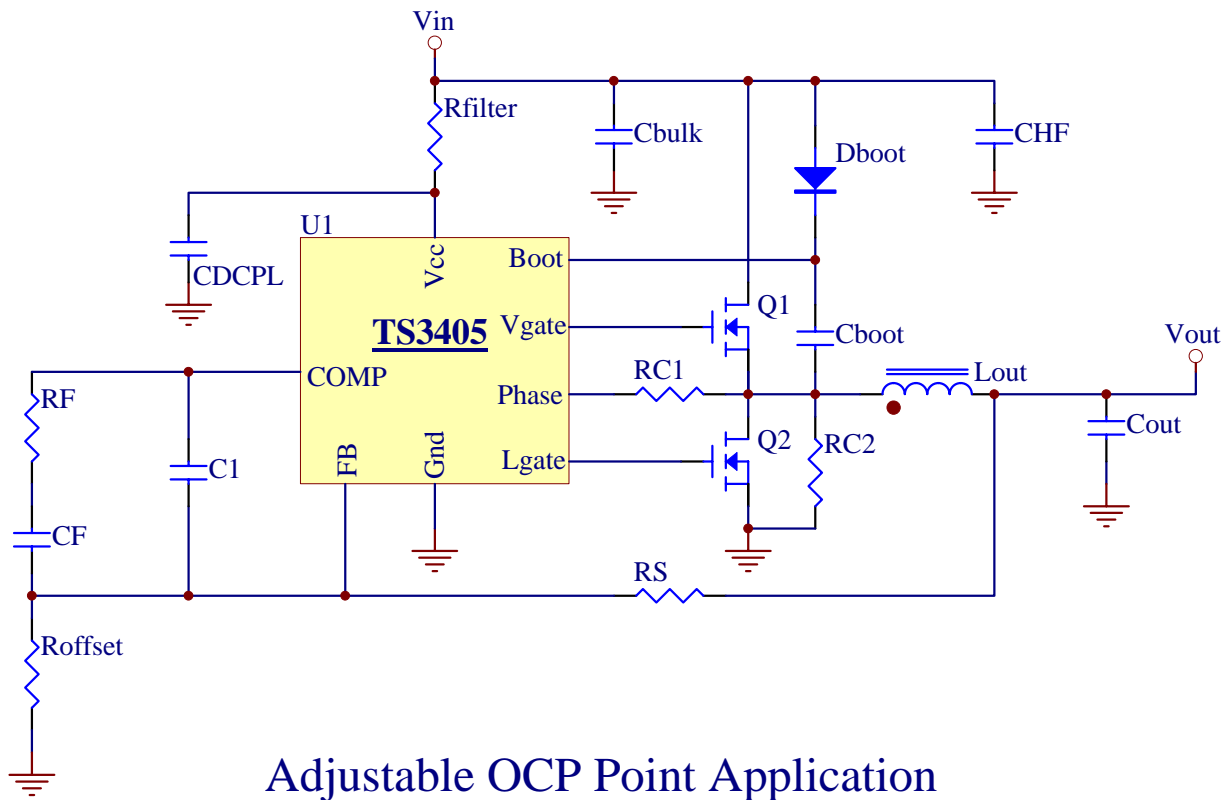 Vin
Rfilter
Cbulk
CHF
Dboot
U1
Vcc
Boot
CDCPL
Q1
TS3405
Vgate
Cboot
Vout
COMP
Lout
RF
Phase
RC1
Cout
Q2
RC2
C1
FB
Gnd
Lgate
CF
RS
Roffset
Adjustable OCP Point Application